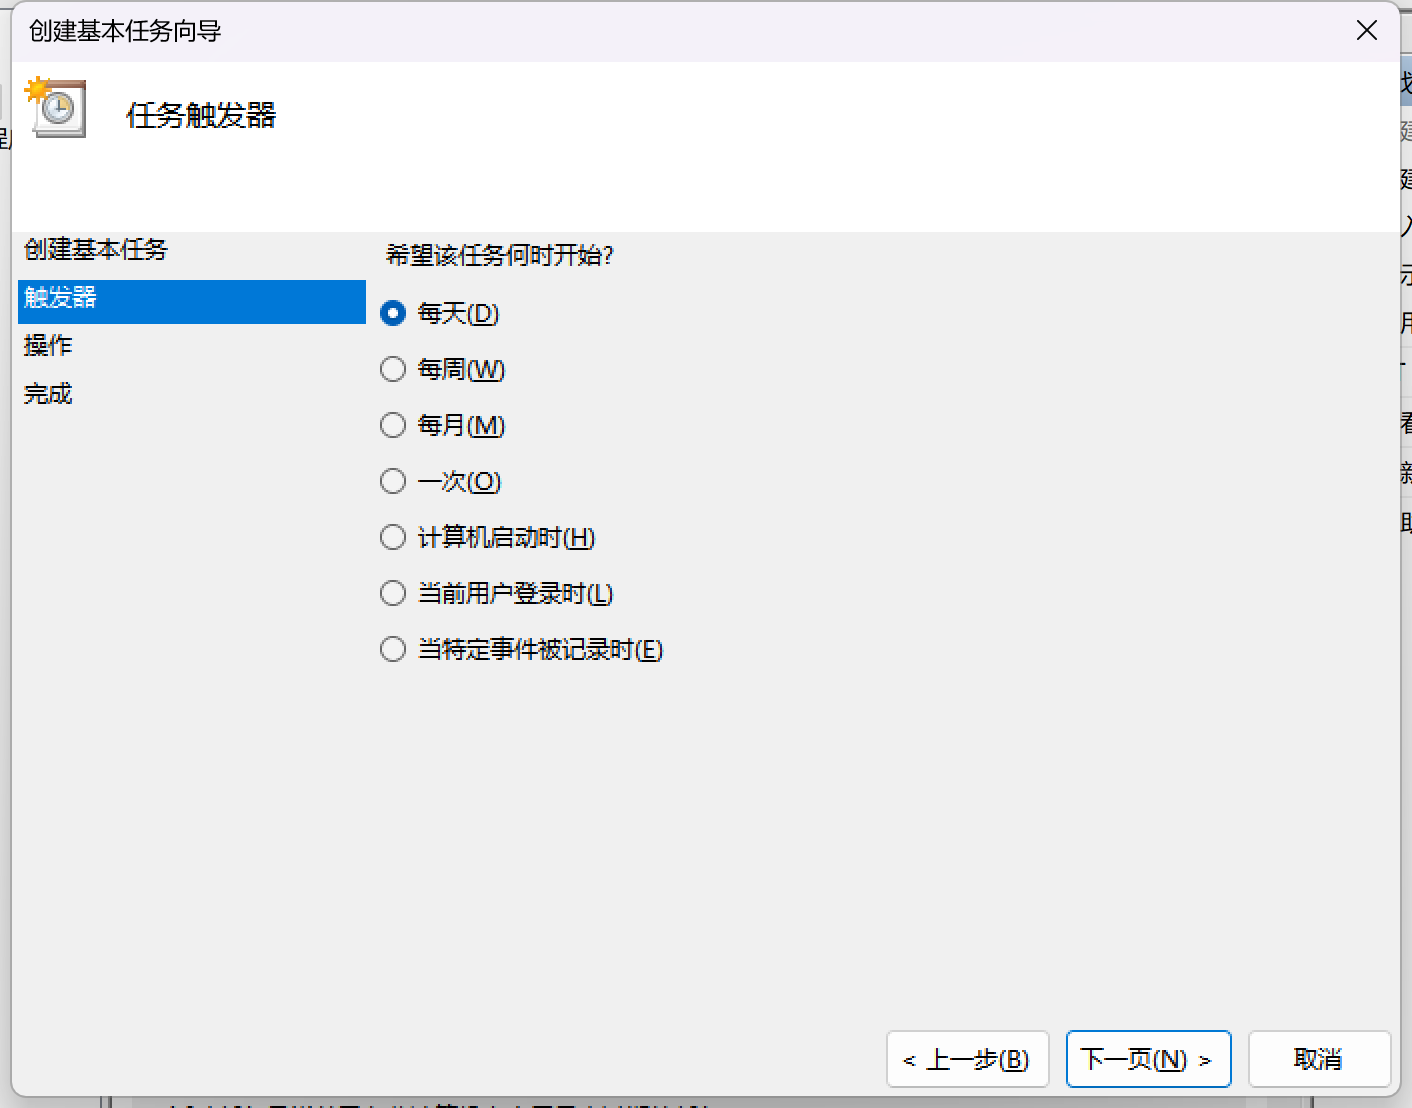 创建基本任务向导
任务触发器
创建基本任务
触发器
操作
完成
希望该任务何时开始?
每天(D)
每周(W)
每月(M)
一次(O)
计算机启动时(H)
当前用户登录时(L)
当特定事件被记录时(E)
< 上一步(B)
下一页(N) >
取消